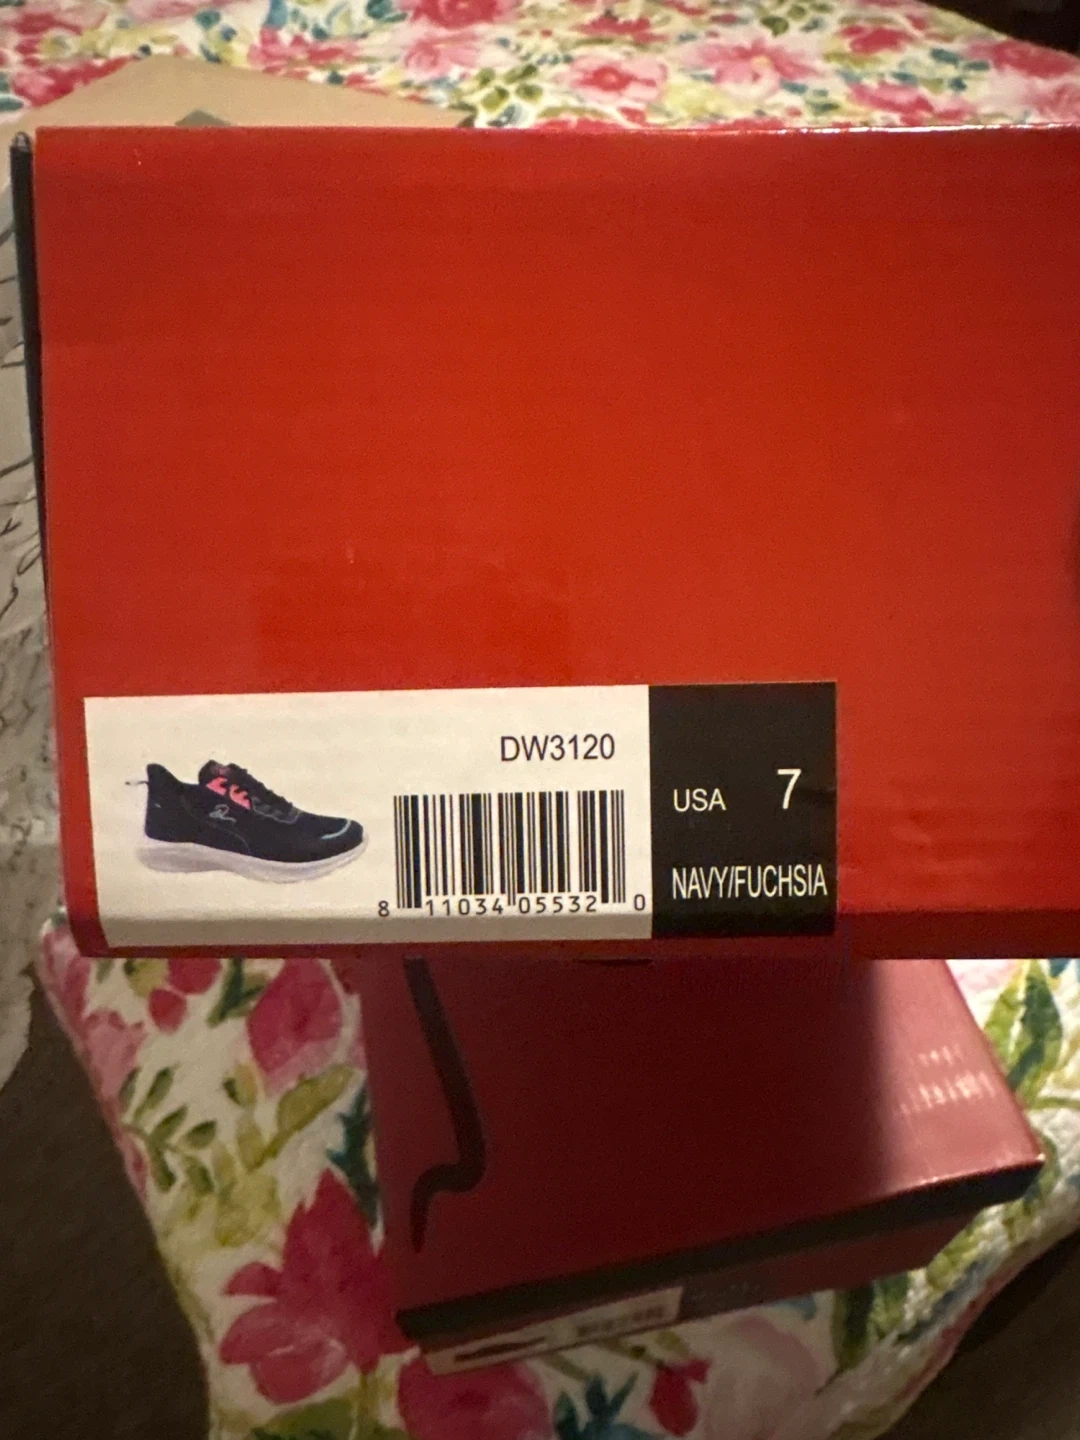 DW3120
8 11034 05532 0
USA 7
NAVY/FUCHSIA